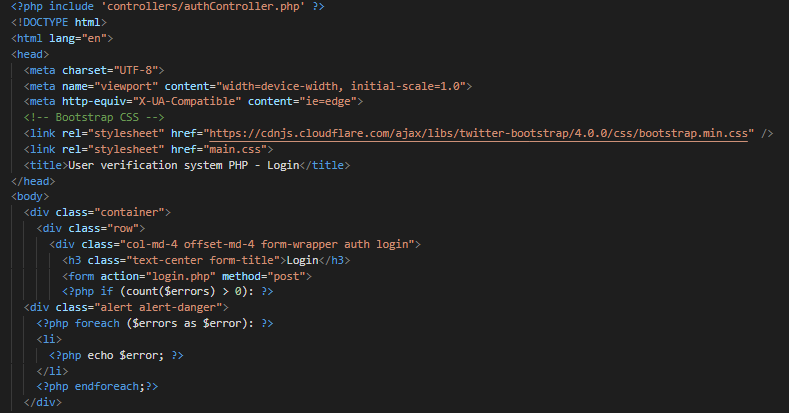 <?php include 'controllers/authController.php' ?>
<!DOCTYPE html>
<html lang="en">
<head>
  <meta charset="UTF-8">
  <meta name="viewport" content="width=device-width, initial-scale=1.0">
  <meta http-equiv="X-UA-Compatible" content="ie=edge">
  <!-- Bootstrap CSS -->
  <link rel="stylesheet" href="https://cdnjs.cloudflare.com/ajax/libs/twitter-bootstrap/4.0.0/css/bootstrap.min.css" />
  <link rel="stylesheet" href="main.css">
  <title>User verification system PHP - Login</title>
</head>
<body>
  <div class="container">
    <div class="row">
      <div class="col-md-4 offset-md-4 form-wrapper auth login">
        <h3 class="text-center form-title">Login</h3>
        <form action="login.php" method="post">
        <?php if (count($errors) > 0): ?>
  <div class="alert alert-danger">
    <?php foreach ($errors as $error): ?>
    <li>
      <?php echo $error; ?>
    </li>
    <?php endforeach;?>
  </div>